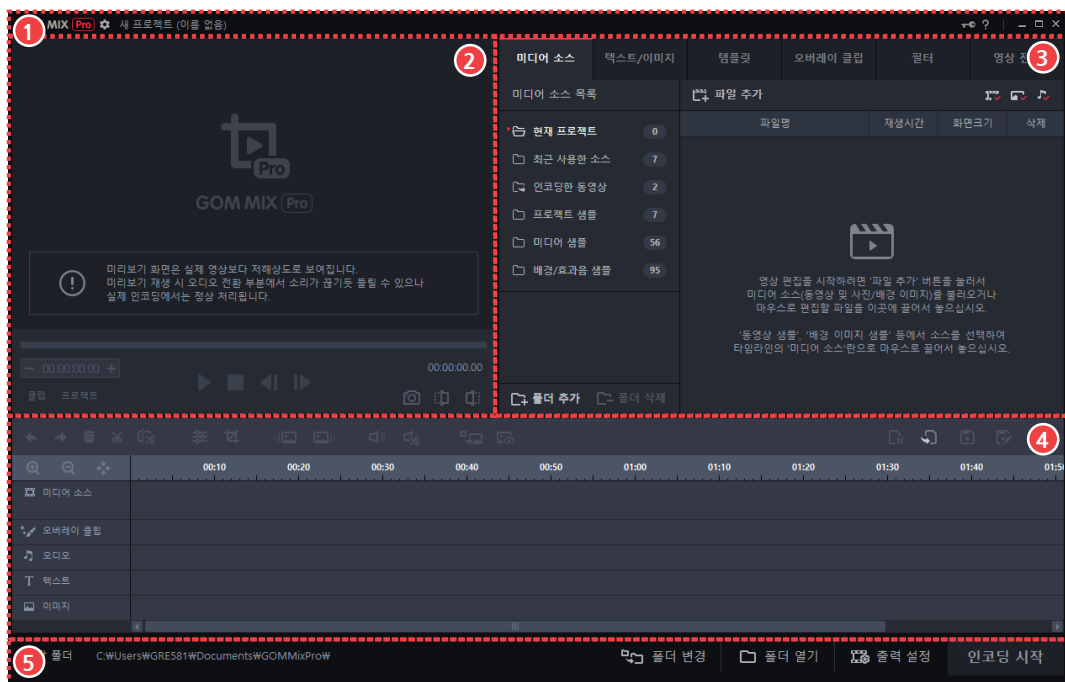 1
MIX Pro 새 프로젝트 (이름 없음)
2
GOM MIX Pro
Pro
미리보기 화면은 실제 영상보다 저해상도로 보여집니다.
미리보기 재생 시 오디오 전환 부분에서 소리가 끊기듯 들릴 수 있으나
실제 인코딩에서는 정상 처리됩니다.
00:00:00.00
00:00:00.00
클립 프로젝트
미디어 소스 텍스트/이미지 템플릿 오버레이 클립 필터 영상
3
미디어 소스 목록
현재 프로젝트 0
최근 사용한 소스 7
인코딩한 동영상 2
프로젝트 샘플 7
미디어 샘플 56
배경/효과음 샘플 95
폴더 추가 폴더 삭제
파일 추가
파일명 재생시간 화면크기 삭제
영상 편집을 시작하려면 '파일 추가' 버튼을 눌러서
미디어 소스(동영상 및 사진/배경 이미지)를 불러오거나
마우스로 편집할 파일을 이곳에 끌어서 놓으십시오.
'동영상 샘플', '배경 이미지 샘플' 등에서 소스를 선택하여
타임라인의 '미디어 소스'란으로 마우스로 끌어서 놓으십시오.
4
00:10 00:20 00:30 00:40 00:50 01:00 01:10 01:20 01:30 01:40 01:50
미디어 소스
오버레이 클립
오디오
텍스트
이미지
5
폴더 C:₩Users₩GRE581₩Documents₩GOMMixPro₩
폴더 변경 폴더 열기 출력 설정 인코딩 시작